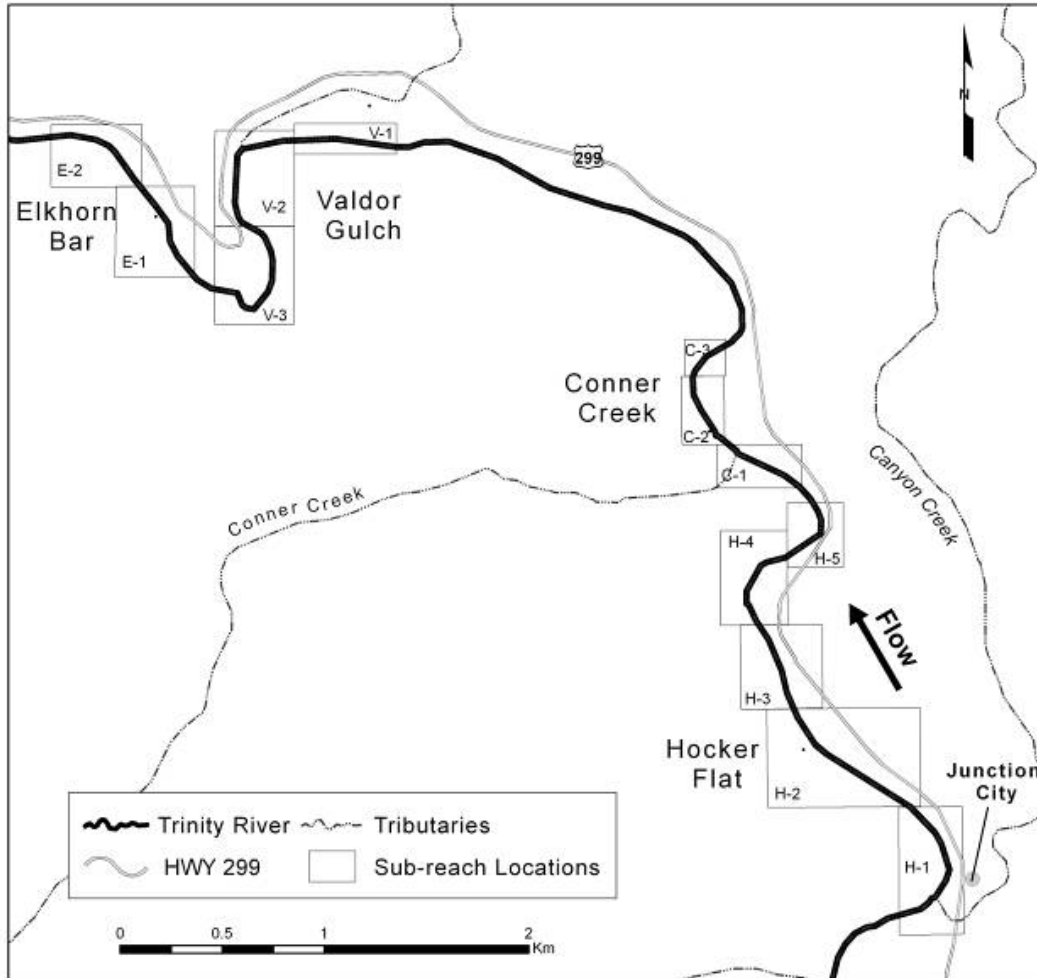 N
V-1
299
E-2
Elkhorn
Bar
V-2
Valdor
Gulch
E-1
V-3
C-3
Conner
Creek
C-2
C-1
Canyon Creek
Conner Creek
H-4
H-5
Flow
H-3
Hocker
Flat
H-2
Junction
City
H-1
Trinity River
Tributaries
HWY 299
Sub-reach Locations
0 0.5 1 2
Km